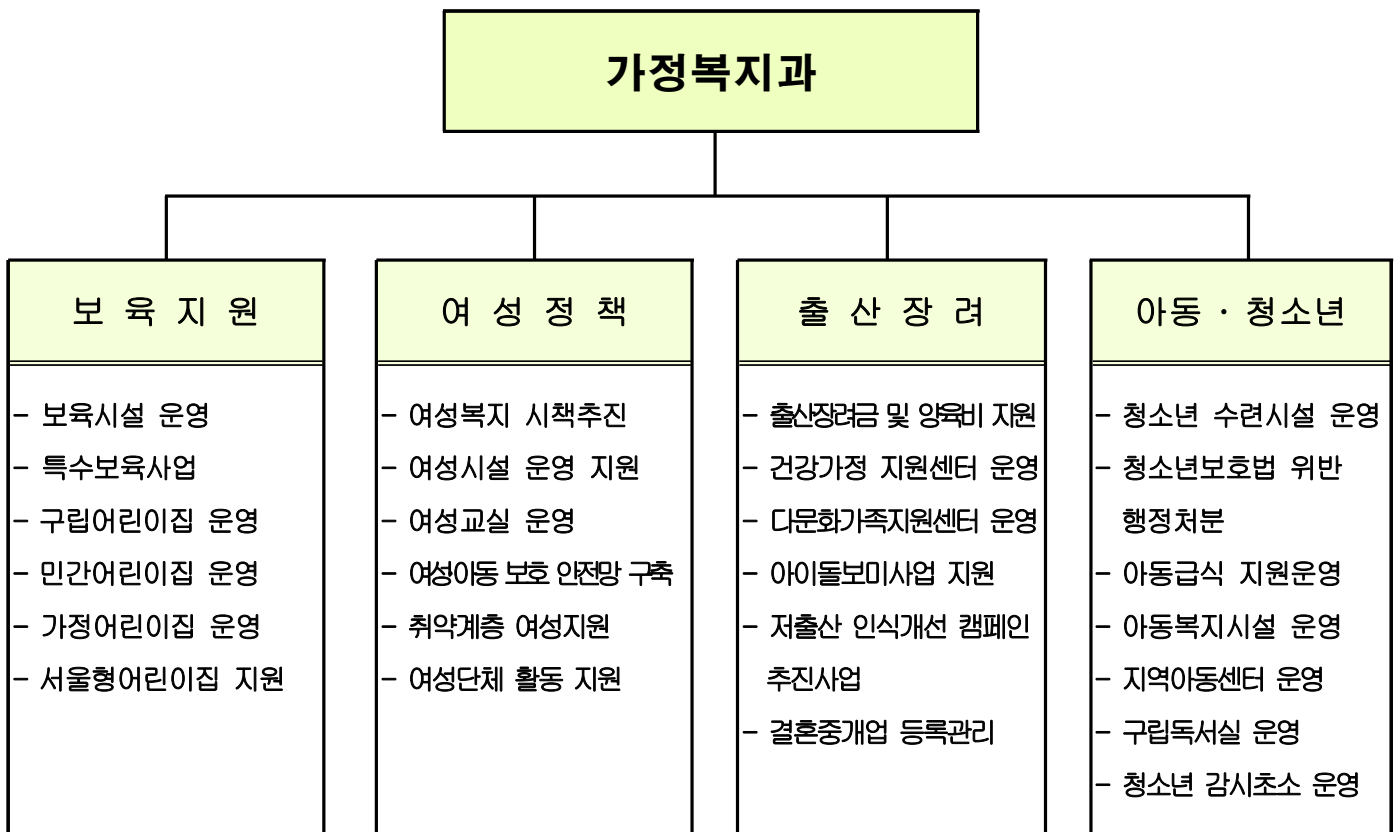 가정복지과
보 육 지 원
- 보육시설 운영
- 특수보육사업
- 구립어린이집 운영
- 민간어린이집 운영
- 가정어린이집 운영
- 서울형어린이집 지원
여 성 정 책
- 여성복지 시책추진
- 여성시설 운영 지원
- 여성교실 운영
- 여성아동 보호 안전망 구축
- 취약계층 여성지원
- 여성단체 활동 지원
출 산 장 려
- 출산장려금 및 양육비 지원
- 건강가정 지원센터 운영
- 다문화가족지원센터 운영
- 아이돌보미사업 지원
- 저출산 인식개선 캠페인
추진사업
- 결혼중개업 등록관리
아동 · 청소년
- 청소년 수련시설 운영
- 청소년보호법 위반
행정처분
- 아동급식 지원운영
- 아동복지시설 운영
- 지역아동센터 운영
- 구립독서실 운영
- 청소년 감시초소 운영